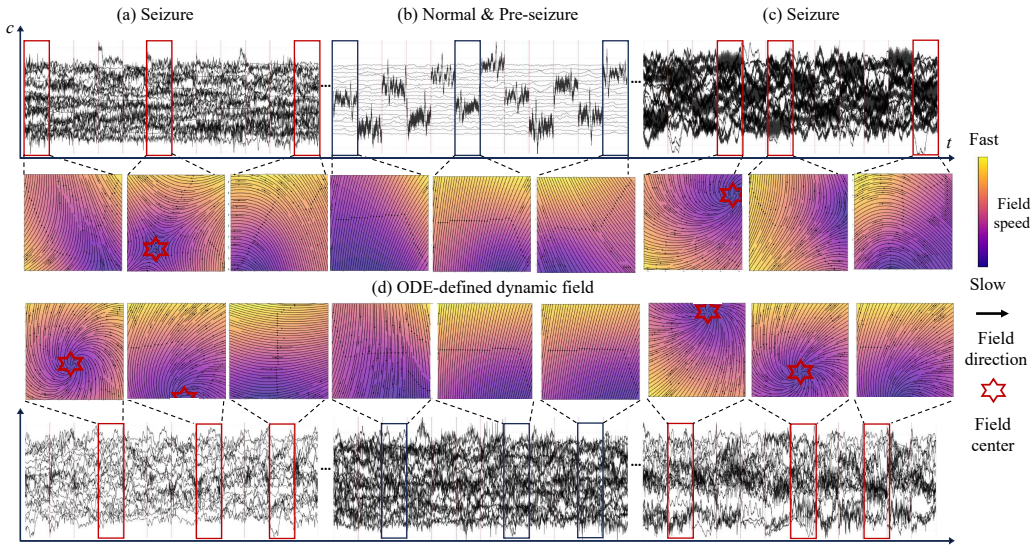 (a) Seizure
(b) Normal & Pre-seizure
(c) Seizure
c
...
...
t
Fast
Field
speed
Slow
(d) ODE-defined dynamic field
Field
direction
Field
center
...
...